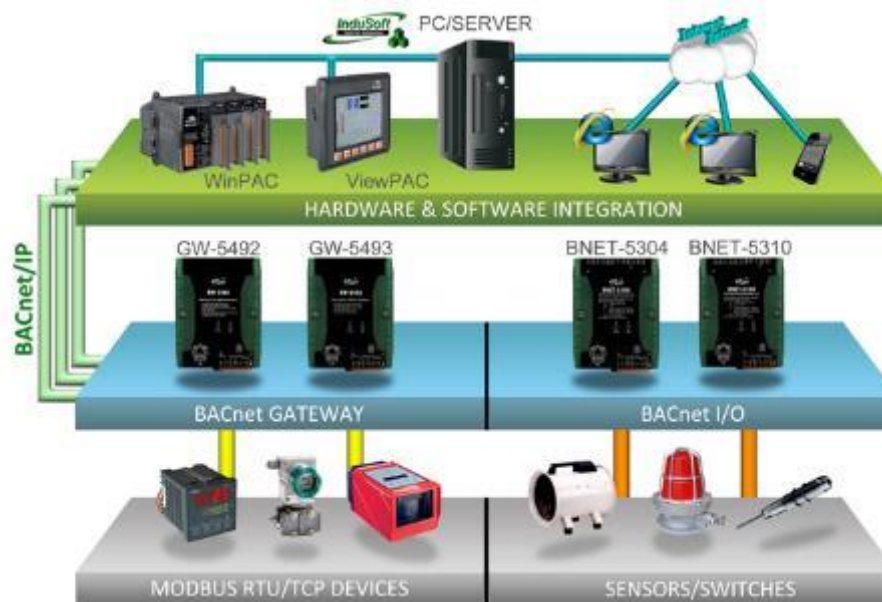 InduSoft
PC/SERVER
Internet
WinPAC
ViewPAC
HARDWARE & SOFTWARE INTEGRATION
BACnet/IP
GW-5492
GW-5493
BNET-5304
BNET-5310
BACnet GATEWAY
BACnet I/O
MODBUS RTU/TCP DEVICES
SENSORS/SWITCHES